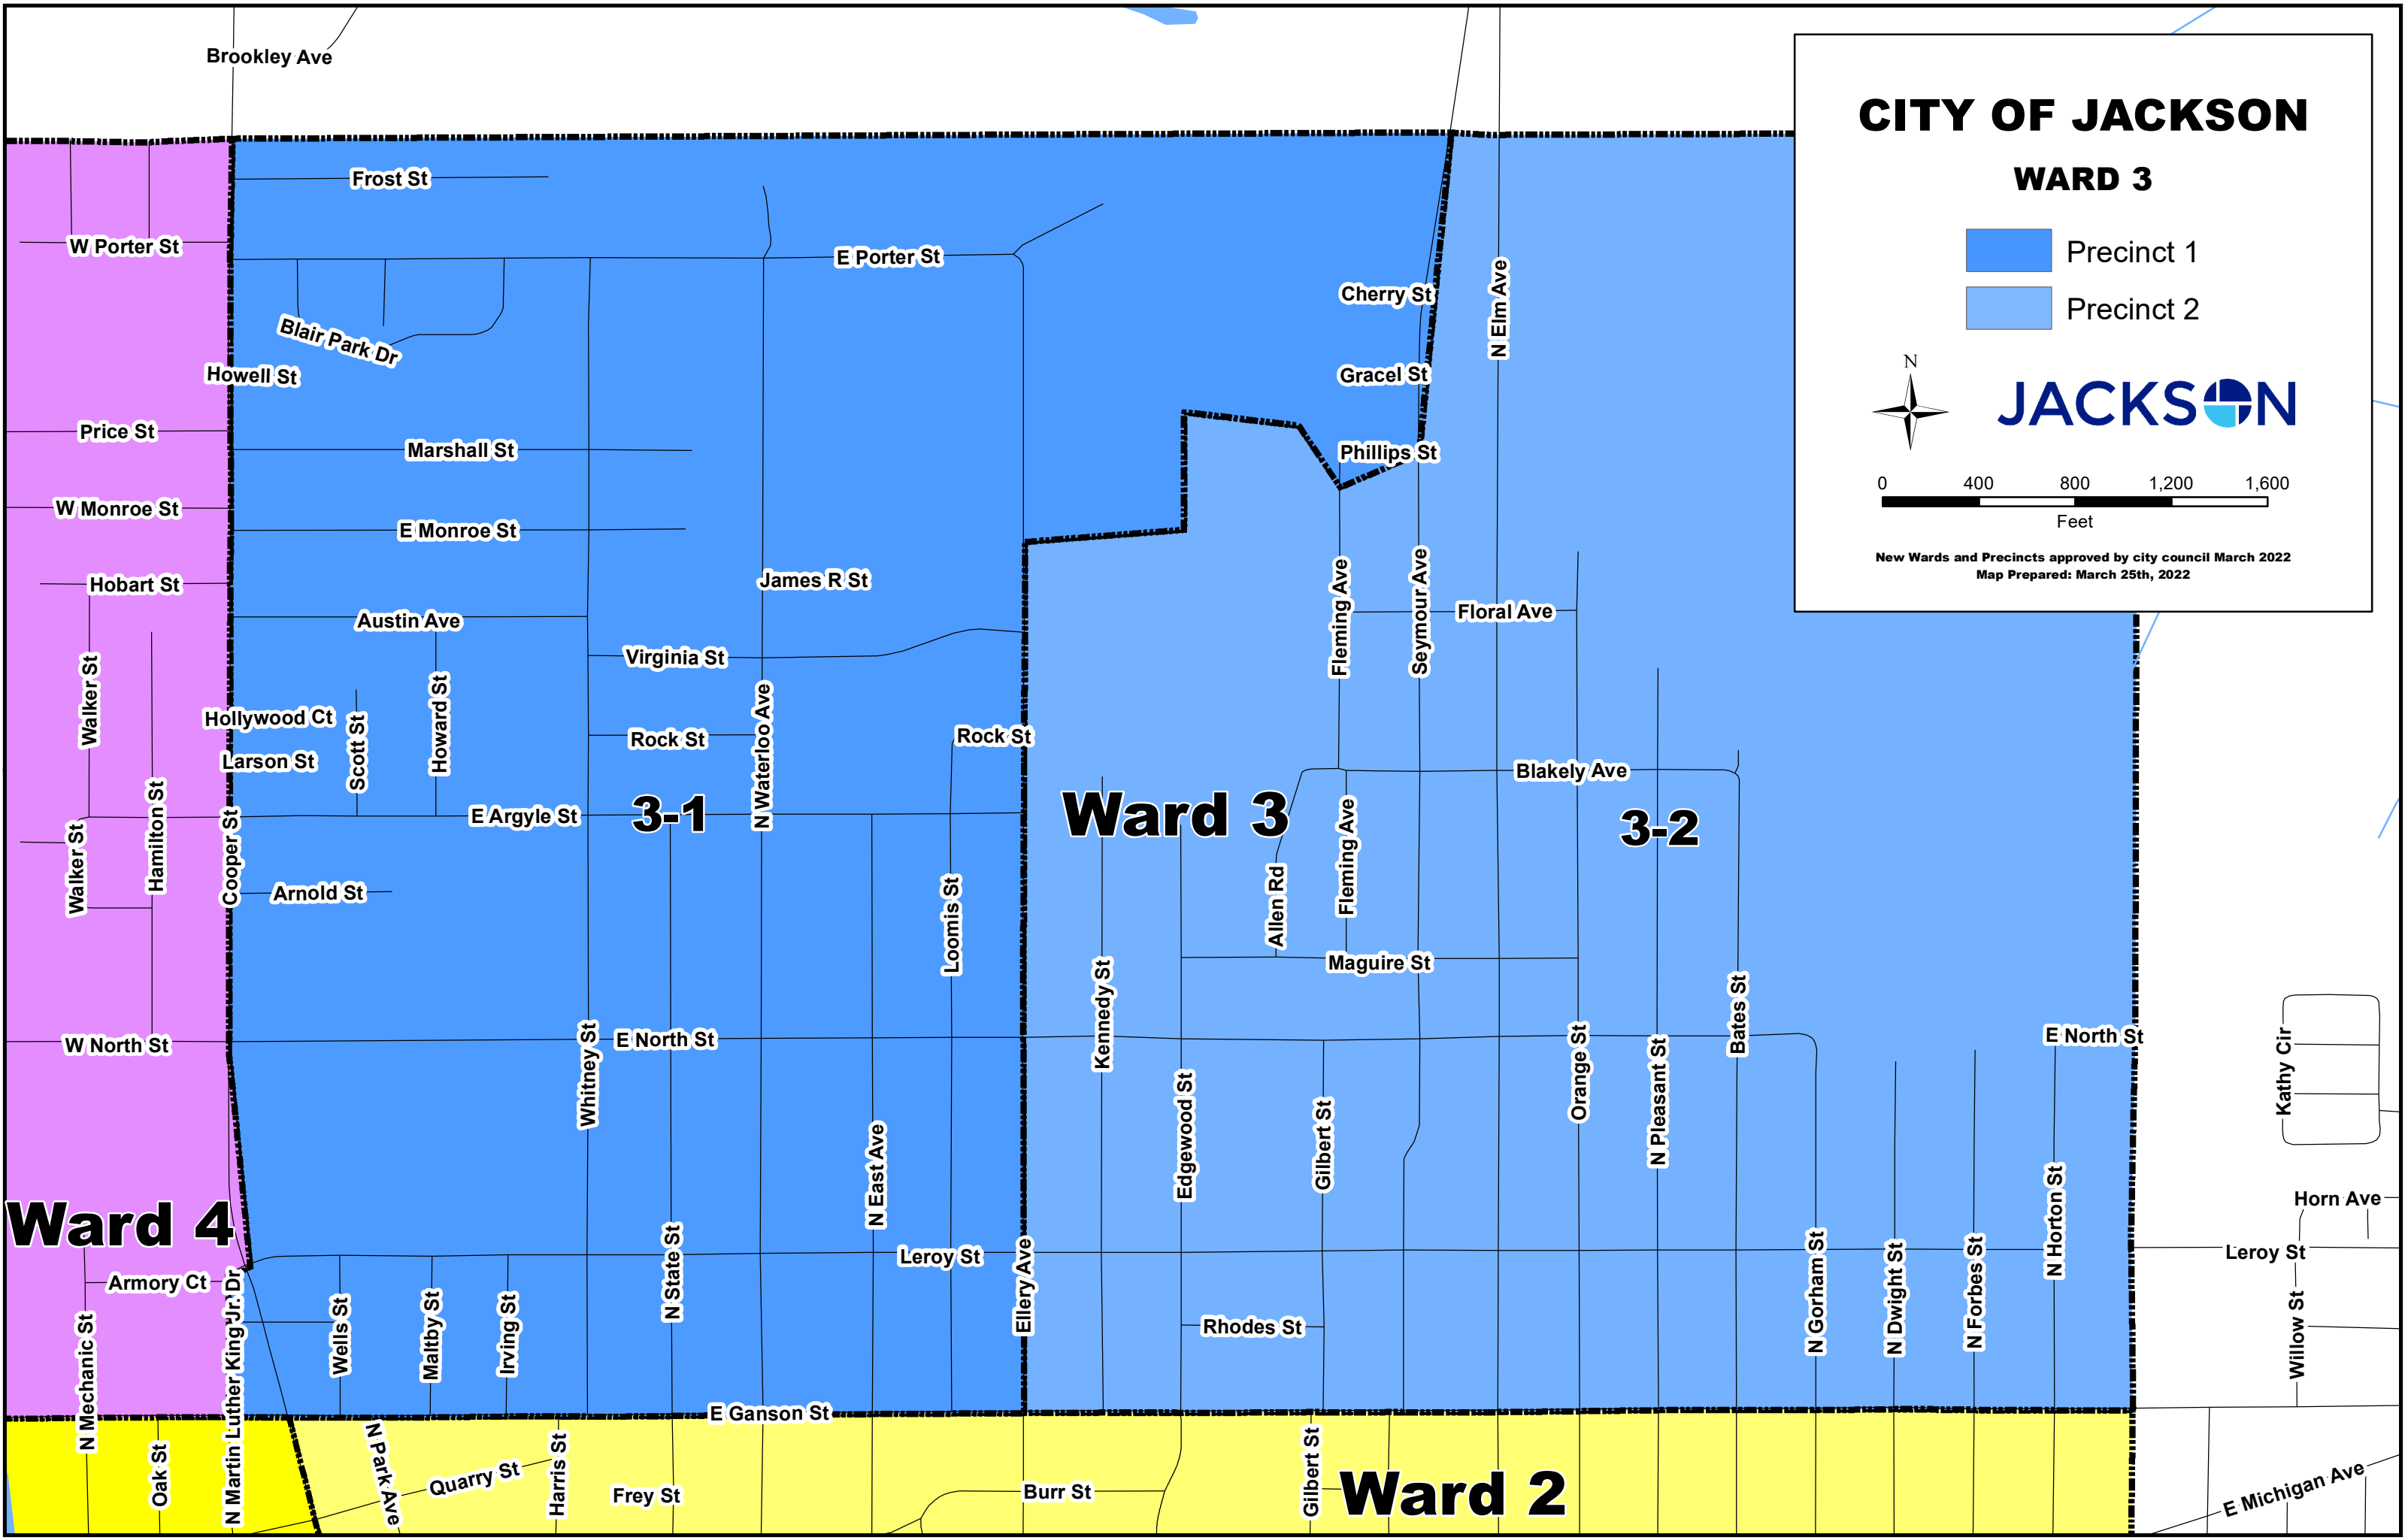 Brookley Ave
CITY OF JACKSON
WARD 3
Precinct 1
Precinct 2
N
JACKSON
0 400 800 1,200 1,600
Feet
New Wards and Precincts approved by city council March 2022
Map Prepared: March 25th, 2022
Frost St
W Porter St
E Porter St
Cherry St
N Elm Ave
Blair Park Dr
Howell St
Gracel St
Price St
Marshall St
Phillips St
W Monroe St
E Monroe St
Hobart St
James R St
Austin Ave
Fleming Ave
Seymour Ave
Floral Ave
Virginia St
Walker St
Hollywood Ct
Scott St
Howard St
Rock St
N Waterloo Ave
Rock St
Larson St
Blakely Ave
Hamilton St
E Argyle St
3-1
Ward 3
3-2
Walker St
Cooper St
Arnold St
Loomis St
Allen Rd
Fleming Ave
Maguire St
Kennedy St
W North St
Whitney St
E North St
Orange St
N Pleasant St
Bates St
E North St
Kathy Cir
Edgewood St
Gilbert St
N East Ave
Ward 4
Horn Ave
N State St
Leroy St
Ellery Ave
N Gorham St
N Dwight St
N Forbes St
N Horton St
Leroy St
Armory Ct
N Mechanic St
N Martin Luther King Jr. Dr
Wells St
Maltby St
Irving St
Rhodes St
Willow St
E Ganson St
Oak St
N Park Ave
Quarry St
Harris St
Frey St
Burr St
Gilbert St
Ward 2
E Michigan Ave